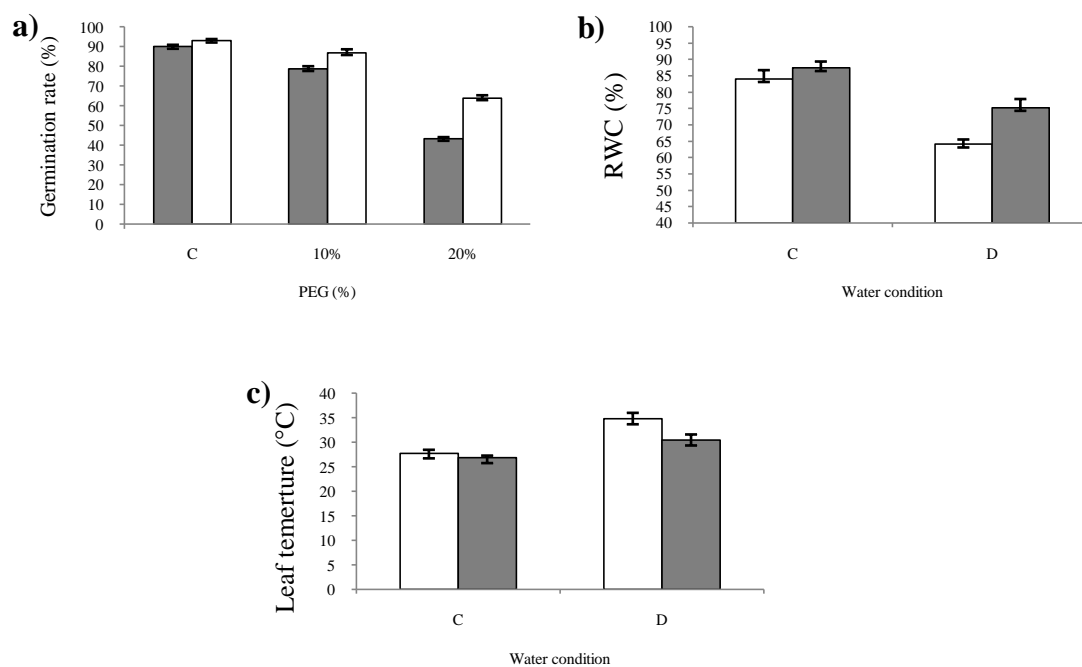 a)
Germination rate (%)
100
90
80
70
60
50
40
30
20
10
0
C 10% 20%
PEG (%)
b)
RWC (%)
100
95
90
85
80
75
70
65
60
55
50
45
40
C D
Water condition
c)
Leaf temerture (°C)
40
35
30
25
20
15
10
5
0
C D
Water condition